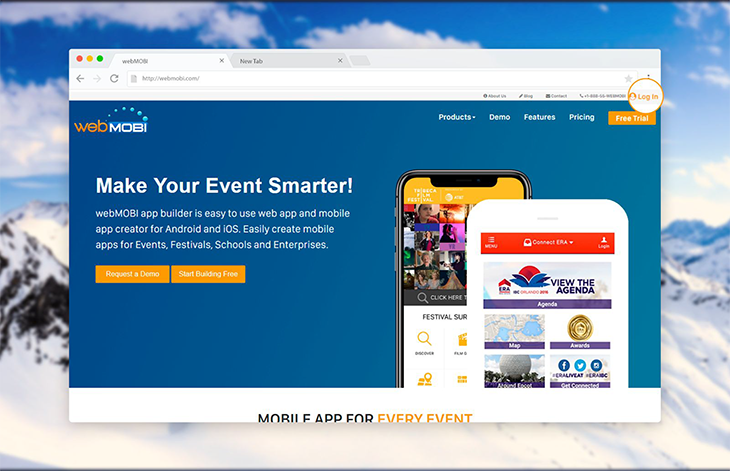 webMOBI
New Tab
http://webmobi.com/
About Us
Blog
Contact
Log In
webMOBI
Products
Demo
Features
Pricing
Free Trial
Make Your Event Smarter!
webMOBI app builder is easy to use web app and mobile
app creator for Android and iOS. Easily create mobile
apps for Events, Festivals, Schools and Enterprises.
Request a Demo
Start Building Free
TRIBECA
FILM
FESTIVAL
AT&T
CLICK HERE T
FESTIVAL SUR
DISCOVER
FILM G
MENU
Connect ERA
Login
ERA
VIEW THE
AGENDA
IBC ORLANDO 2016
Agenda
Map
Awards
Around Epcot
#ERALIVEAT #ERAIBC
Get Connected
MOBILE APP FOR EVERY EVENT